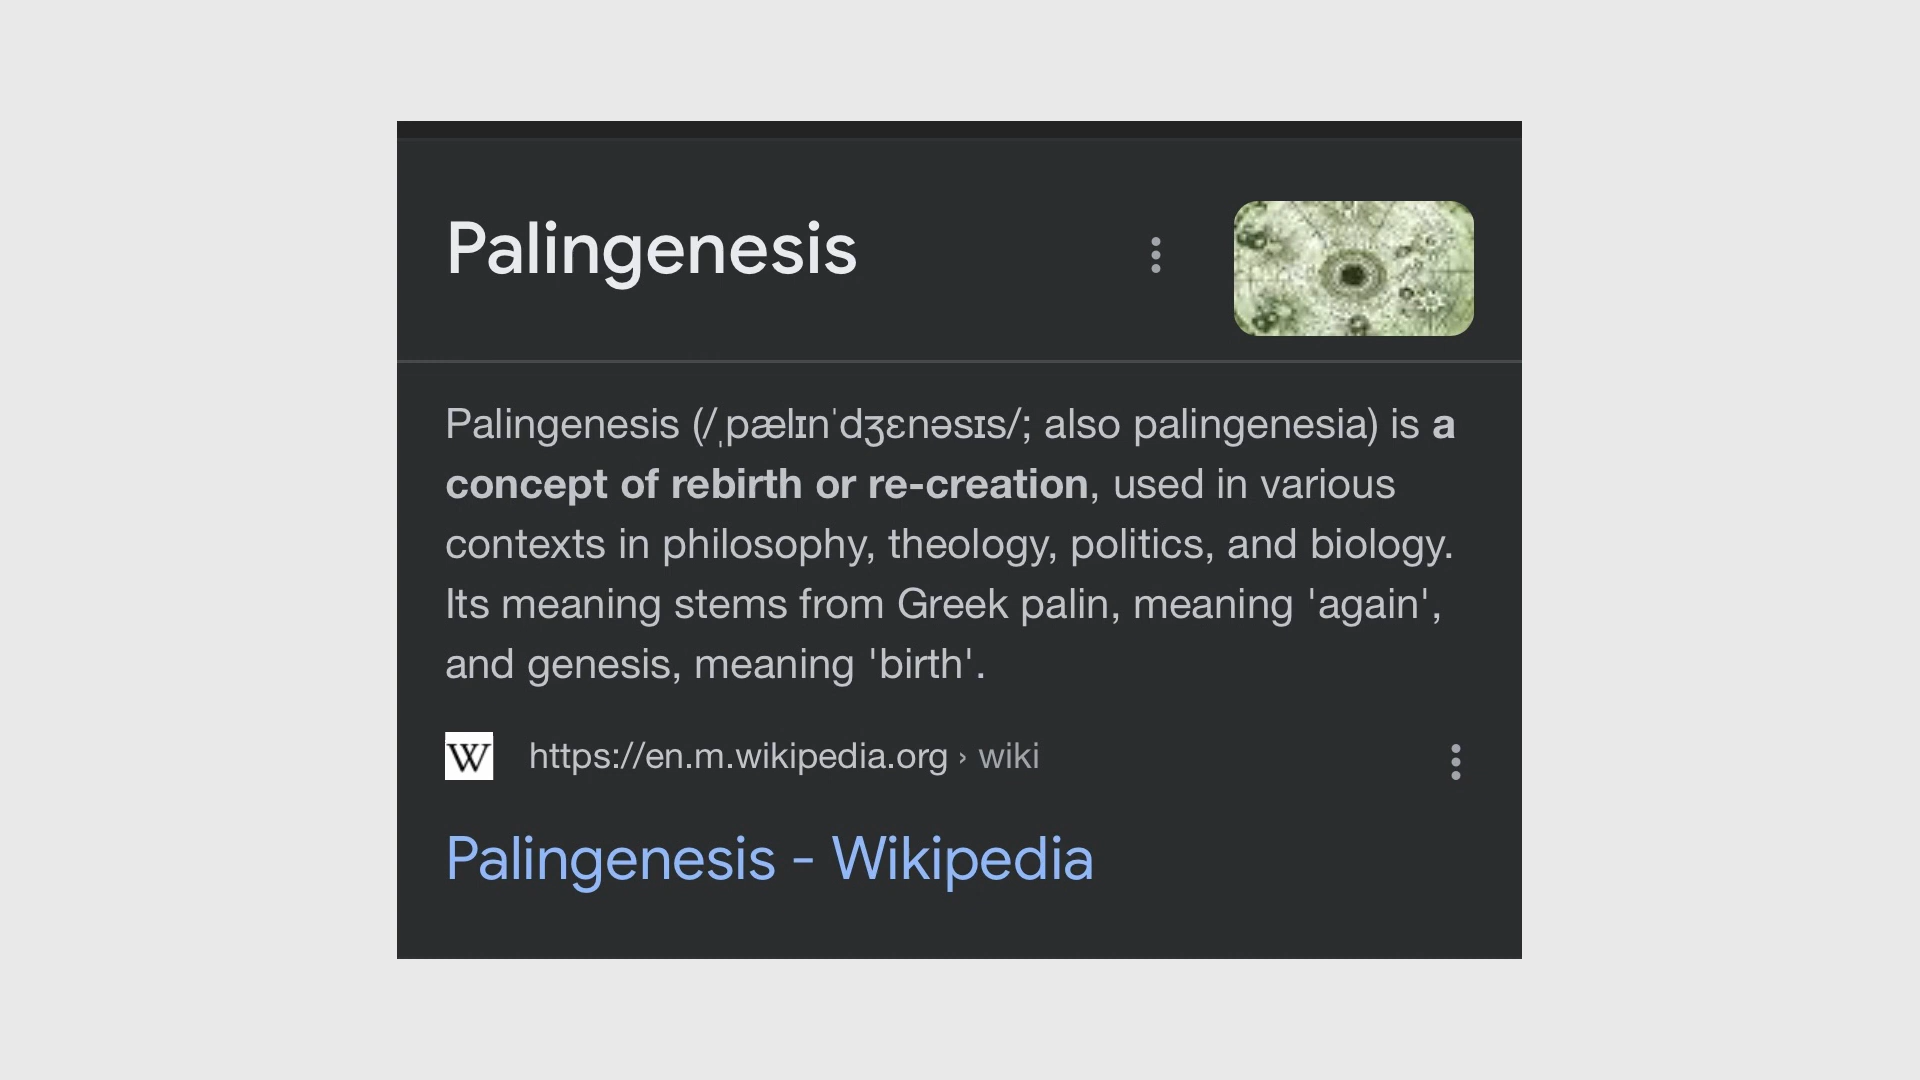 Palingenesis
Palingenesis (/ˌpælɪnˈdʒɛnəsɪs/; also palingenesia) is a
concept of rebirth or re-creation, used in various
contexts in philosophy, theology, politics, and biology.
Its meaning stems from Greek palin, meaning 'again',
and genesis, meaning 'birth'.
W https://en.m.wikipedia.org › wiki
Palingenesis - Wikipedia